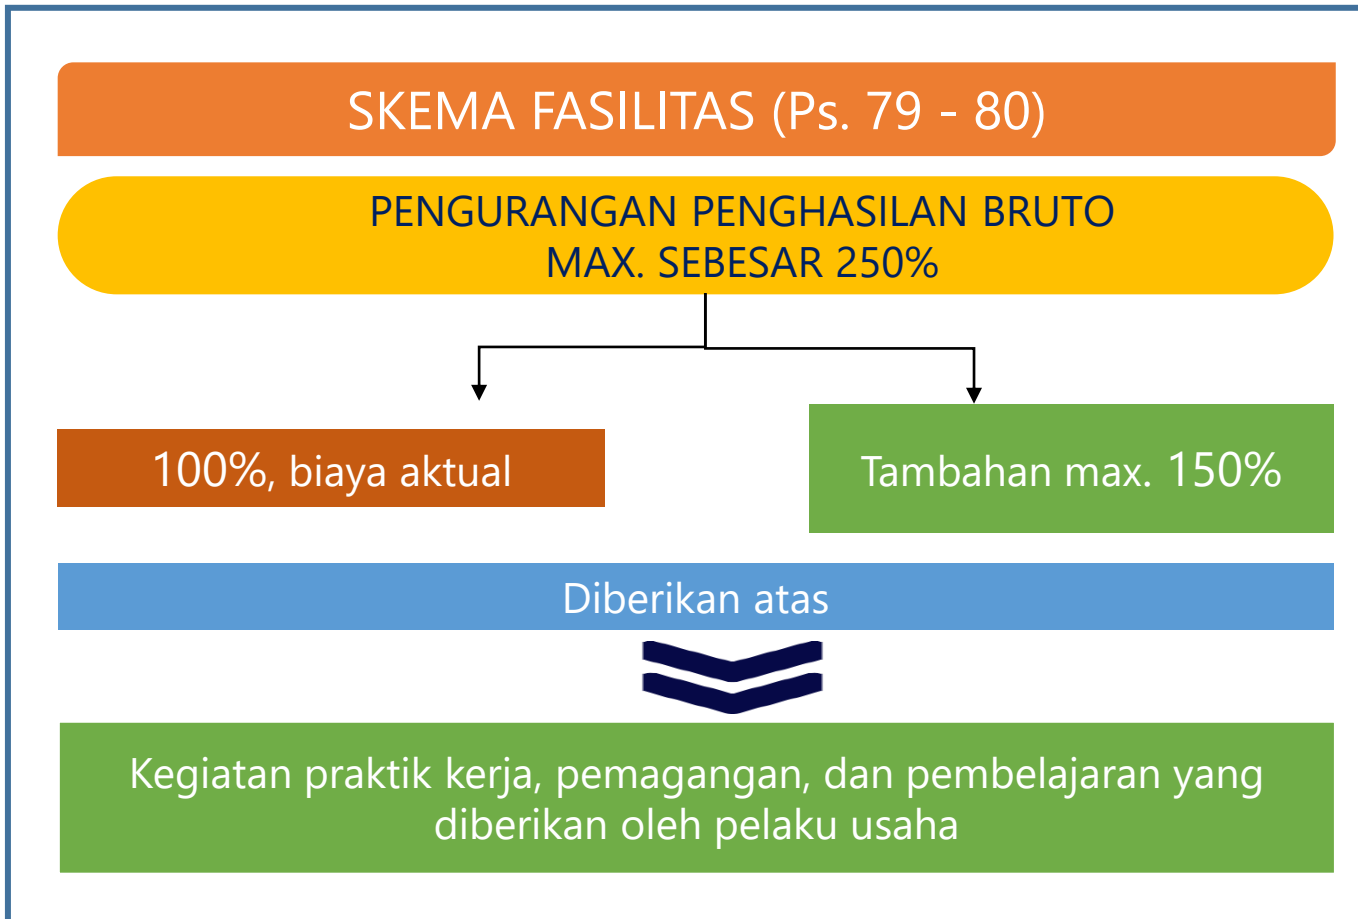 SKEMA FASILITAS (Ps. 79 - 80)
PENGURANGAN PENGHASILAN BRUTO
MAX. SEBESAR 250%
100%, biaya aktual
Tambahan max. 150%
Diberikan atas
Kegiatan praktik kerja, pemagangan, dan pembelajaran yang
diberikan oleh pelaku usaha